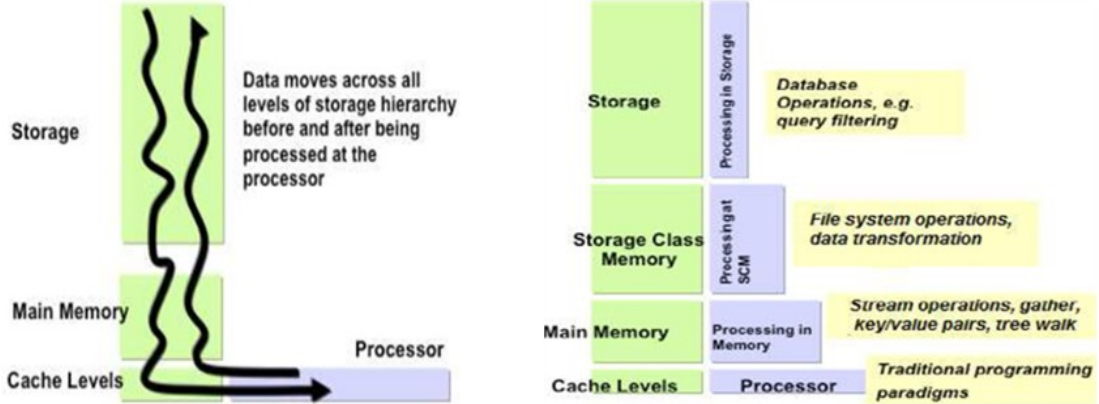 Storage
Data moves across all
levels of storage hierarchy
before and after being
processed at the
processor
Main Memory
Processor
Cache Levels
Storage
Processing in Storage
Database
Operations, e.g.
query filtering
Storage Class
Memory
Processing at
SCM
File system operations,
data transformation
Main Memory
Processing in
Memory
Stream operations, gather,
key/value pairs, tree walk
Cache Levels
Processor
Traditional programming
paradigms